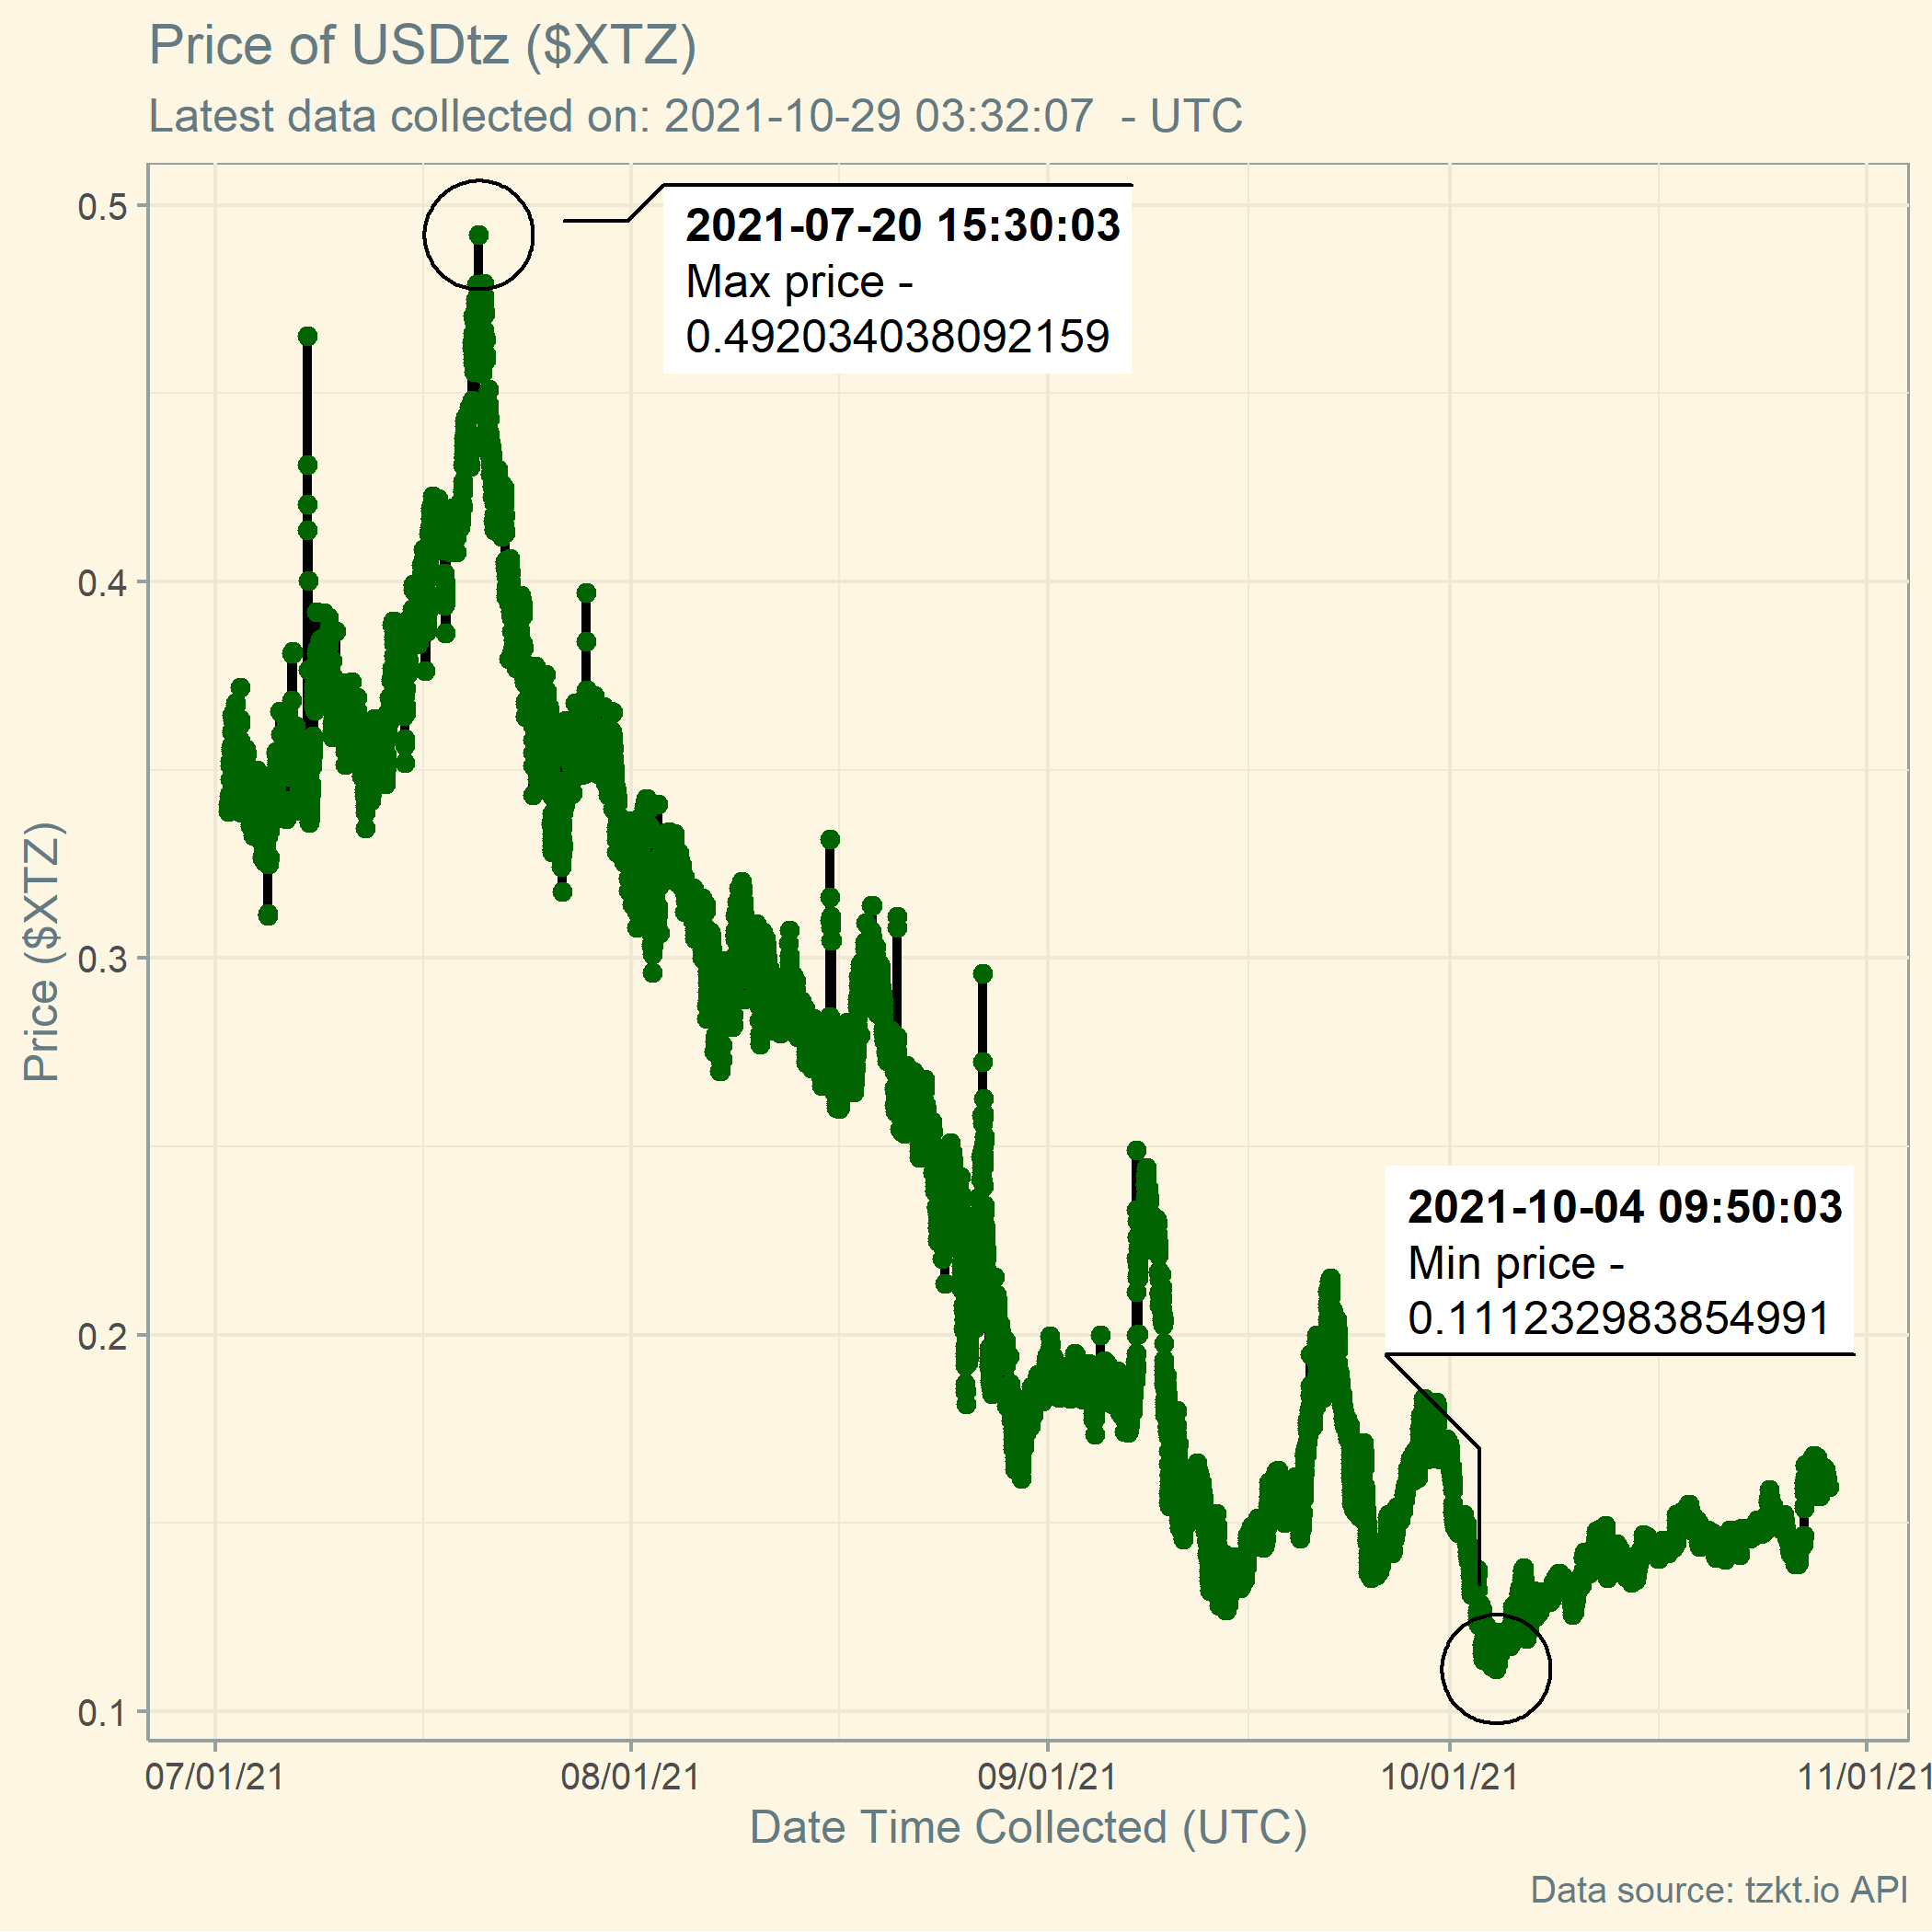 Price of USDtz ($XTZ)
Latest data collected on: 2021-10-29 03:32:07  - UTC
0.5
0.4
0.3
0.2
0.1
Price ($XTZ)
2021-07-20 15:30:03
Max price -
0.492034038092159
2021-10-04 09:50:03
Min price -
0.111232983854991
07/01/21
08/01/21
09/01/21
10/01/21
11/01/21
Date Time Collected (UTC)
Data source: tzkt.io API